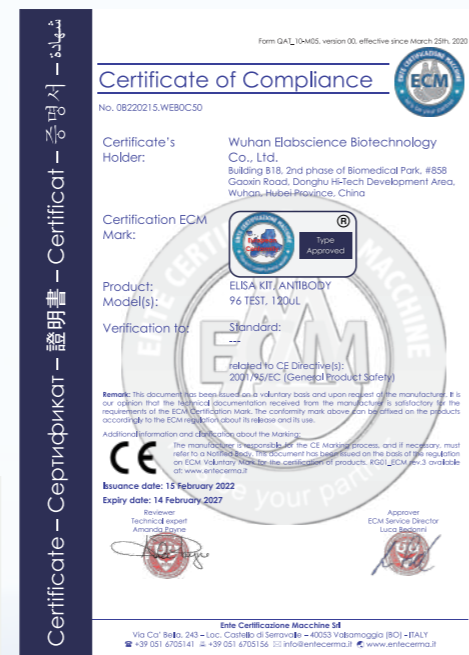 Form QAT_10-M05, version 00, effective since March 25th, 2020
Certificate of Compliance
ECM
No. 0B220215.WEB0C50
Certificate's Holder:
Wuhan Elabscience Biotechnology
Co., Ltd.
Building B18, 2nd phase of Biomedical Park, #858
Gaoxin Road, Donghu Hi-Tech Development Area,
Wuhan, Hubei Province, China
Certification ECM
Mark:
®
Type
Approved
Product:
ELISA KIT, ANTIBODY
Model(s):
96 TEST, 120uL
Verification to:
Standard:
---
related to CE Directive(s):
2001/95/EC (General Product Safety)
Remark: This document has been issued on a voluntary basis and upon request of the manufacturer. It is
our opinion that the technical documentation received from the manufacturer is satisfactory for the
requirements of the ECM Certification Mark. The conformity mark above can be affixed on the products
accordingly to the ECM regulation about its release and its use.
Additional information and clarification about the Marking:
CE
The manufacturer is responsible for the CE Marking process, and if necessary, must
refer to a Notified Body. This document has been issued on the basis of the regulation
on ECM Voluntary Mark for the certification of products. RG01_ECM rev.3 available
at: www.entecerma.it
Issuance date: 15 February 2022
Expiry date: 14 February 2027
Reviewer
Technical expert
Amanda Payne
Approver
ECM Service Director
Luca Bedonni
Ente Certificazione Macchine Srl
Via Ca' Bella, 243 – Loc. Castello di Serravalle – 40053 Valsamoggia (BO) - ITALY
☎ +39 051 6705141 +39 051 6705156 ✉ info@entecerma.it www.entecerma.it
Certificate – Сертификат – 證明書 – Certificat – 증명서 – شهادة